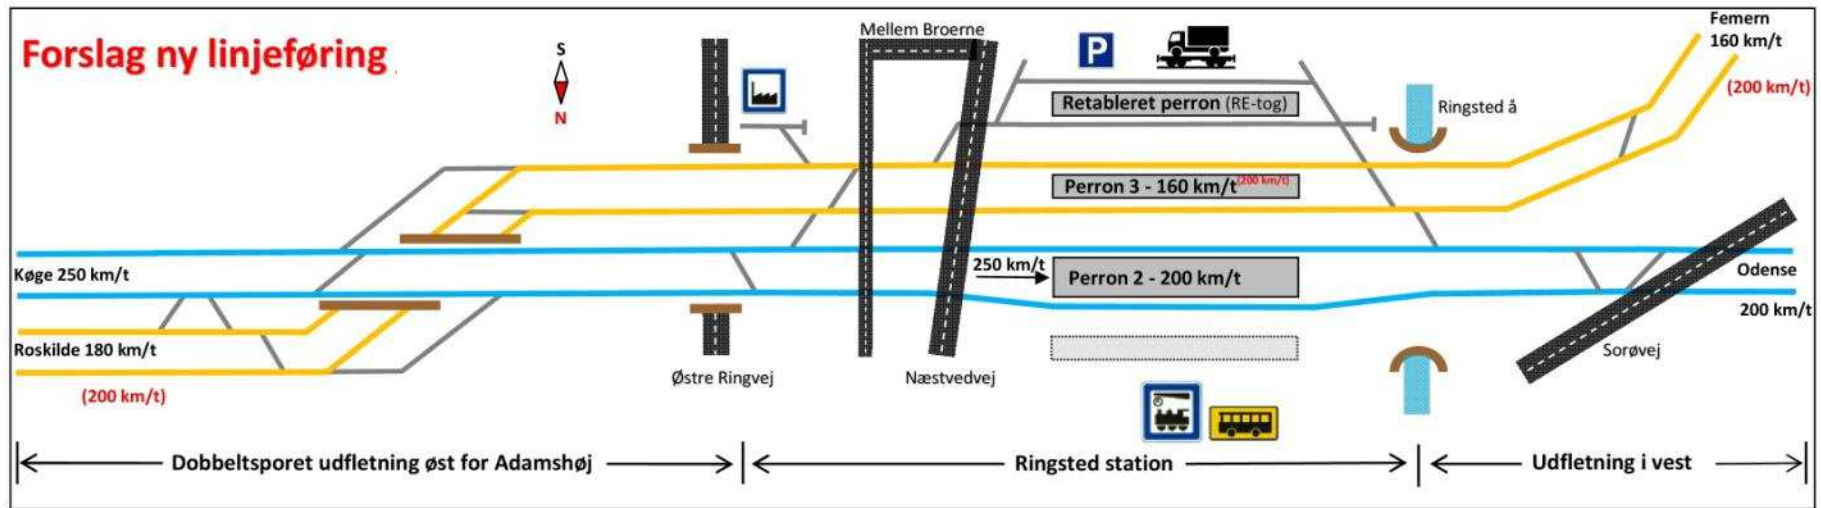 Forslag ny linjeføring
S
N
Mellem Broerne
P
Femern
160 km/t
(200 km/t)
Retableret perron (RE-tog)
Ringsted å
Perron 3 - 160 km/t (200 km/t)
Køge 250 km/t
250 km/t
Perron 2 - 200 km/t
Odense
200 km/t
Roskilde 180 km/t
(200 km/t)
Østre Ringvej
Næstvedvej
Sorøvej
Dobbeltsporet udfletning øst for Adamshøj
Ringsted station
Udfletning i vest